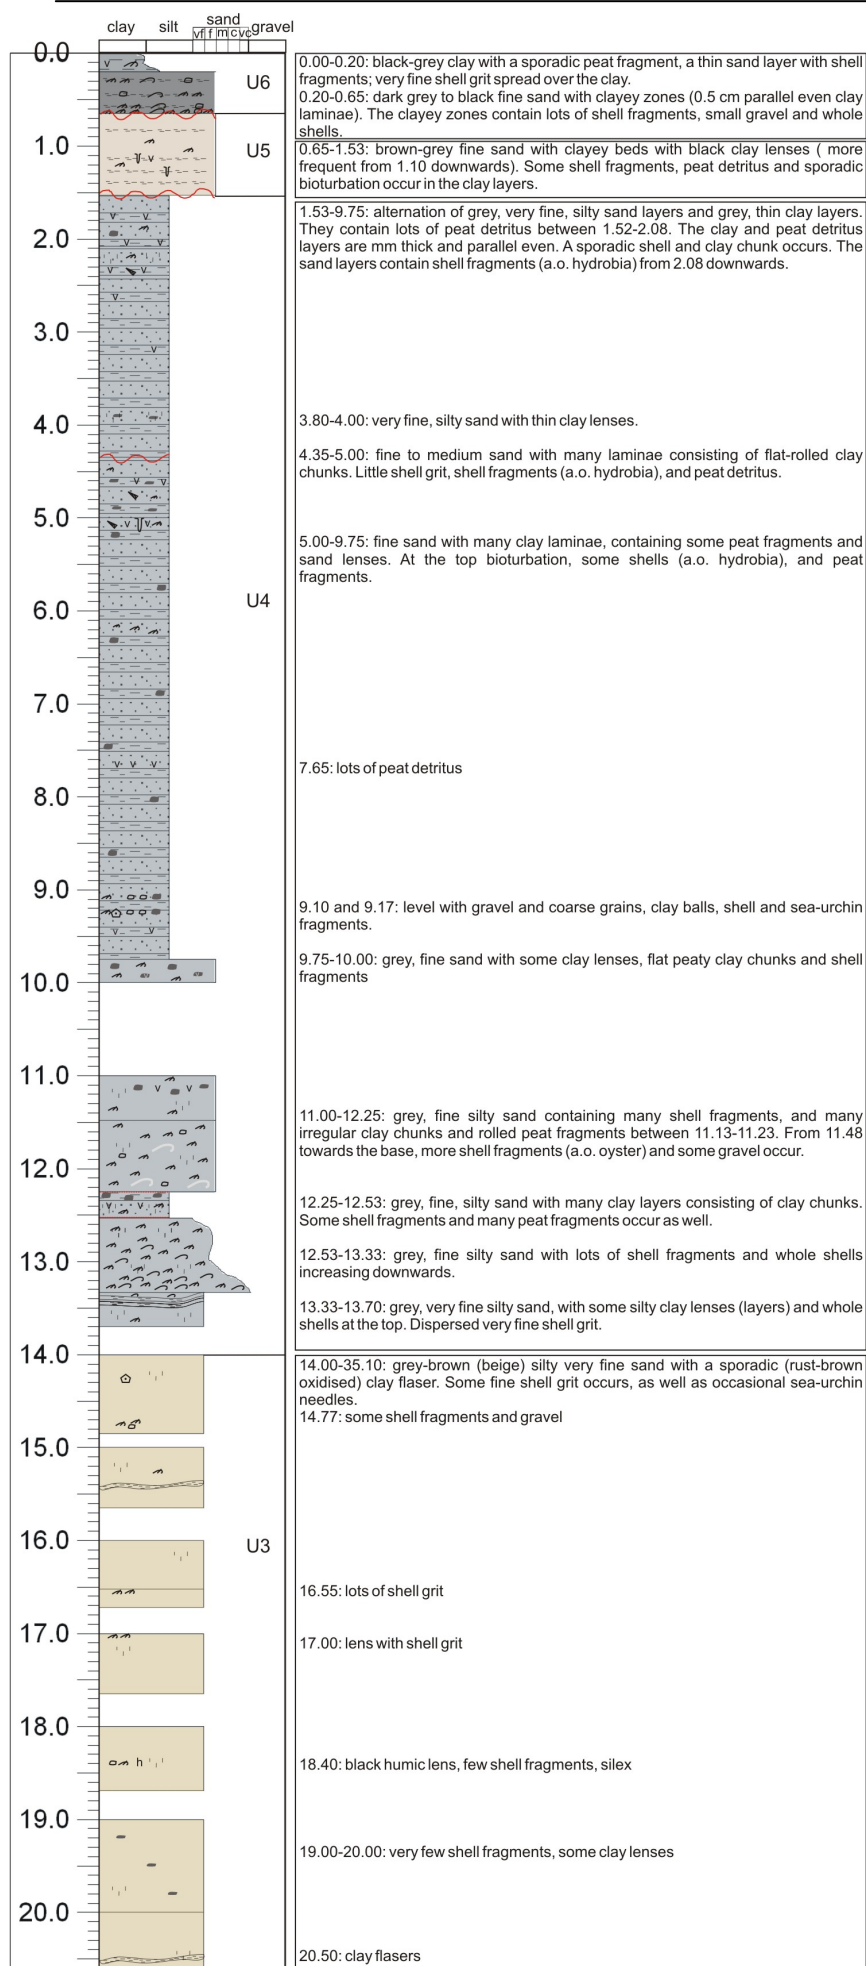 sand
clay silt gravel
vf f m c vc
0.0
1.0
2.0
3.0
4.0
5.0
6.0
7.0
8.0
9.0
10.0
11.0
12.0
13.0
14.0
15.0
16.0
17.0
18.0
19.0
20.0
U6
U5
U4
U3
h
0.00-0.20: black-grey clay with a sporadic peat fragment, a thin sand layer with shell
fragments; very fine shell grit spread over the clay.
0.20-0.65: dark grey to black fine sand with clayey zones (0.5 cm parallel even clay
laminae). The clayey zones contain lots of shell fragments, small gravel and whole
shells.
0.65-1.53: brown-grey fine sand with clayey beds with black clay lenses ( more
frequent from 1.10 downwards). Some shell fragments, peat detritus and sporadic
bioturbation occur in the clay layers.
1.53-9.75: alternation of grey, very fine, silty sand layers and grey, thin clay layers.
They contain lots of peat detritus between 1.52-2.08. The clay and peat detritus
layers are mm thick and parallel even. A sporadic shell and clay chunk occurs. The
sand layers contain shell fragments (a.o. hydrobia) from 2.08 downwards.
3.80-4.00: very fine, silty sand with thin clay lenses.
4.35-5.00: fine to medium sand with many laminae consisting of flat-rolled clay
chunks. Little shell grit, shell fragments (a.o. hydrobia), and peat detritus.
5.00-9.75: fine sand with many clay laminae, containing some peat fragments and
sand lenses. At the top bioturbation, some shells (a.o. hydrobia), and peat
fragments.
7.65: lots of peat detritus
9.10 and 9.17: level with gravel and coarse grains, clay balls, shell and sea-urchin
fragments.
9.75-10.00: grey, fine sand with some clay lenses, flat peaty clay chunks and shell
fragments
11.00-12.25: grey, fine silty sand containing many shell fragments, and many
irregular clay chunks and rolled peat fragments between 11.13-11.23. From 11.48
towards the base, more shell fragments (a.o. oyster) and some gravel occur.
12.25-12.53: grey, fine, silty sand with many clay layers consisting of clay chunks.
Some shell fragments and many peat fragments occur as well.
12.53-13.33: grey, fine silty sand with lots of shell fragments and whole shells
increasing downwards.
13.33-13.70: grey, very fine silty sand, with some silty clay lenses (layers) and whole
shells at the top. Dispersed very fine shell grit.
14.00-35.10: grey-brown (beige) silty very fine sand with a sporadic (rust-brown
oxidised) clay flaser. Some fine shell grit occurs, as well as occasional sea-urchin
needles.
14.77: some shell fragments and gravel
16.55: lots of shell grit
17.00: lens with shell grit
18.40: black humic lens, few shell fragments, silex
19.00-20.00: very few shell fragments, some clay lenses
20.50: clay flasers